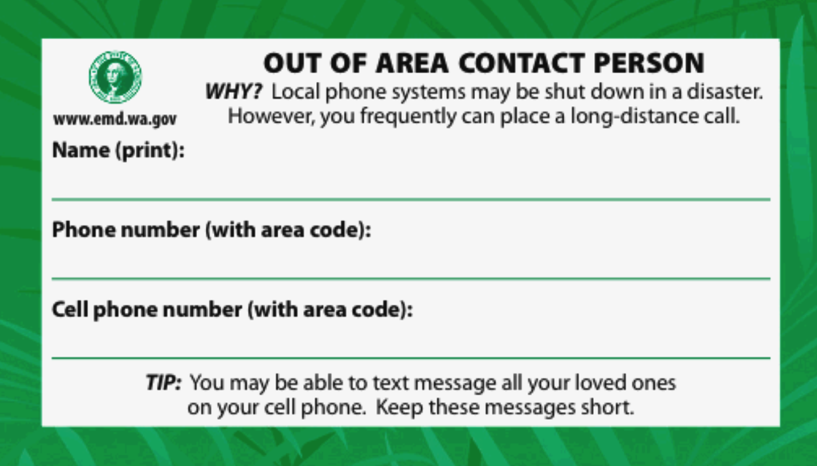 OUT OF AREA CONTACT PERSON
WHY? Local phone systems may be shut down in a disaster.
However, you frequently can place a long-distance call.
www.emd.wa.gov
Name (print):
Phone number (with area code):
Cell phone number (with area code):
TIP: You may be able to text message all your loved ones
on your cell phone. Keep these messages short.